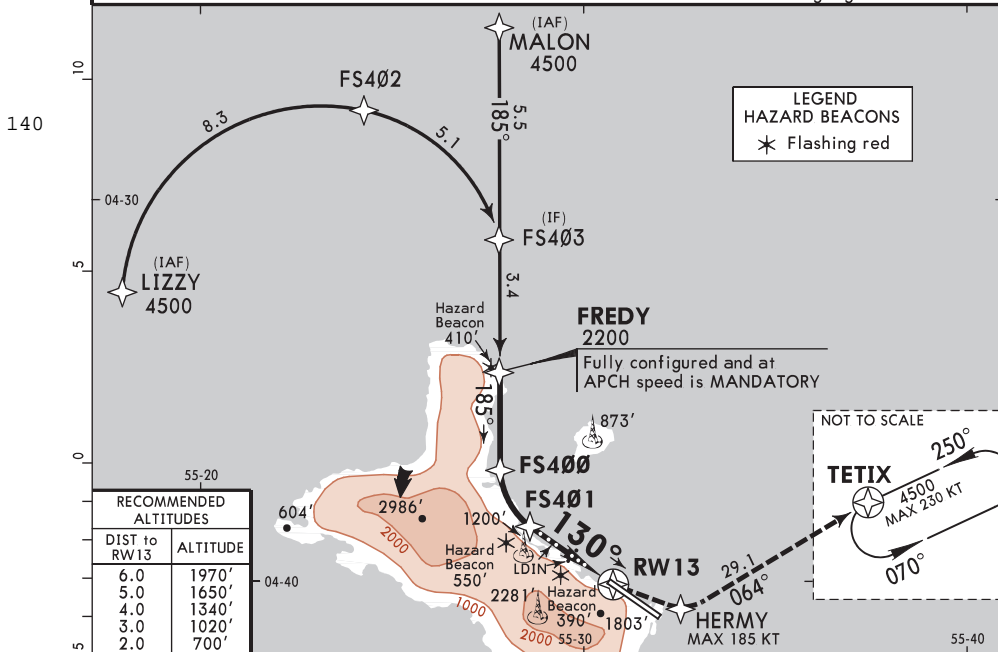 (IAF)
MALON
4500
10
140
FS4Ø2
8.3
5.1
5.5
185°
LEGEND
HAZARD BEACONS
Flashing red
04-30
(IF)
FS4Ø3
(IAF)
LIZZY
4500
5
3.4
Hazard
Beacon
410'
FREDY
2200
Fully configured and at
APCH speed is MANDATORY
185°
873'
NOT TO SCALE
250°
TETIX
4500
MAX 230 KT
070°
0
55-20
FS4ØØ
FS4Ø1
RECOMMENDED
ALTITUDES
DIST to
RW13
ALTITUDE
6.0 1970'
5.0 1650'
4.0 1340'
3.0 1020'
2.0 700'
604'
2986'
2000
1200'
130°
Hazard
Beacon
550'
LDIN
RW13
29.1
064°
04-40
1000
2281'
Hazard
Beacon
390'
1803'
HERMY
MAX 185 KT
2000
55-30
55-40
5